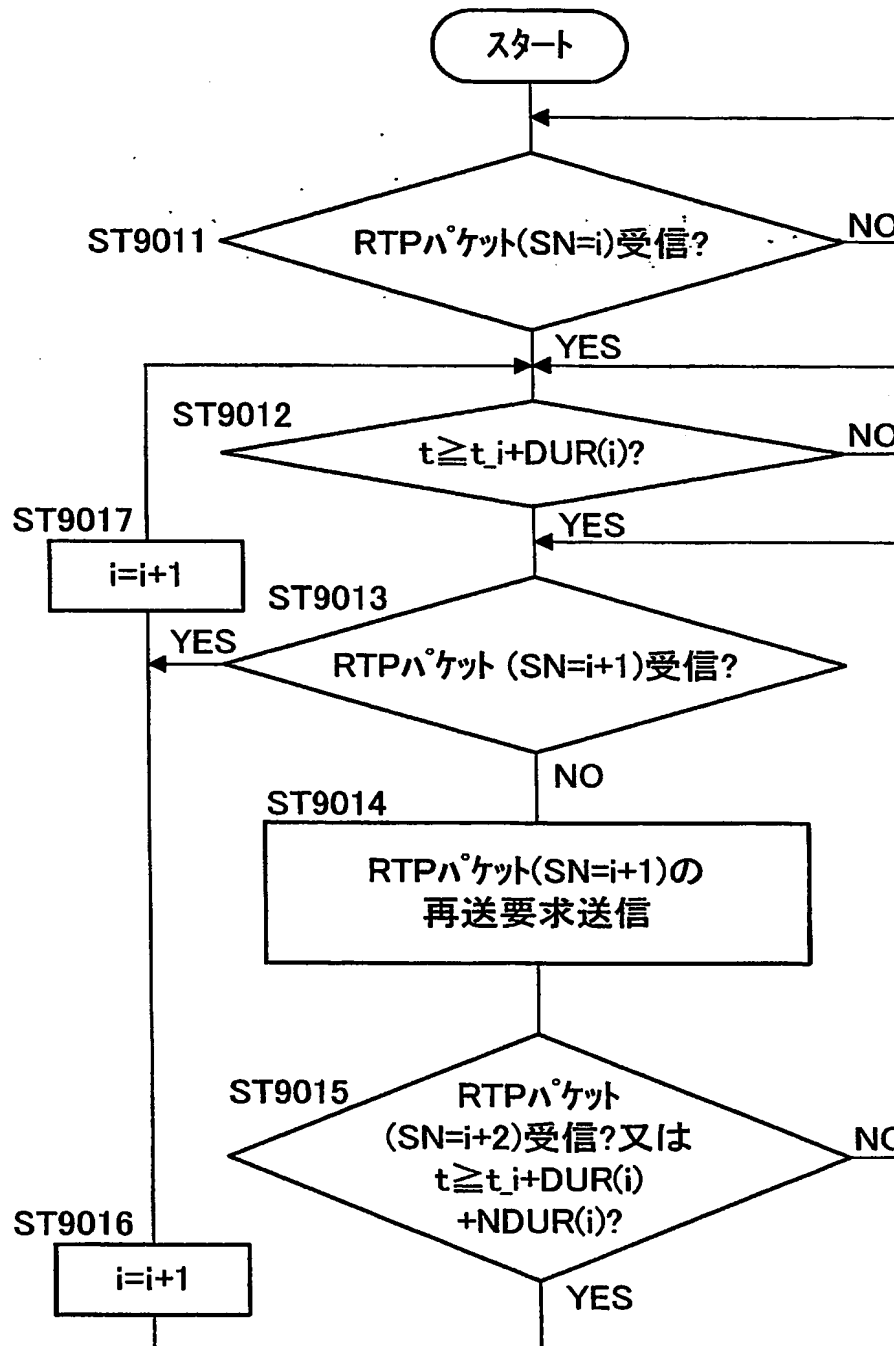 スタート
ST9011
RTPパケット(SN=i)受信?
NO
YES
ST9012
t≧t_i+DUR(i)?
NO
YES
ST9017
i=i+1
ST9013
YES
RTPパケット (SN=i+1)受信?
NO
ST9014
RTPパケット(SN=i+1)の
再送要求送信
ST9015
RTPパケット
(SN=i+2)受信?又は
t≧t_i+DUR(i)
+NDUR(i)?
NO
ST9016
i=i+1
YES